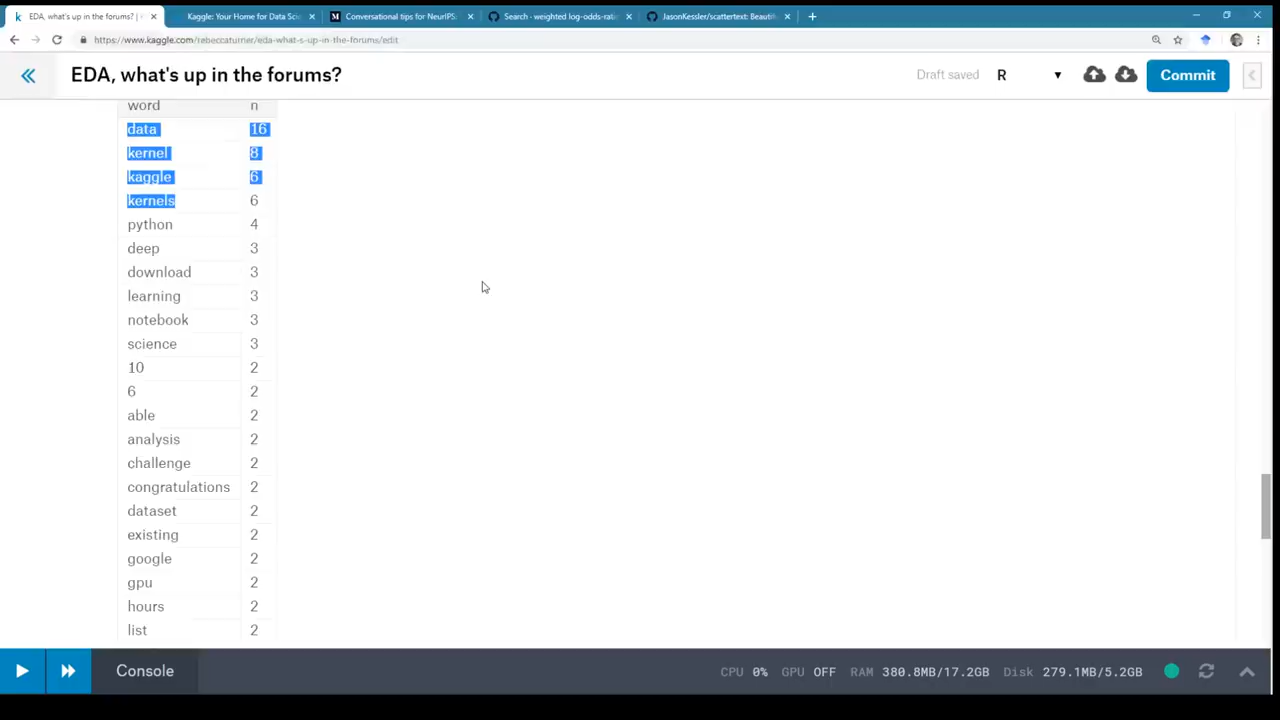 EDA, what's up in the forums? | Kaggle: Your Home for Data Scie Conversational tips for NeurIPS: Search · weighted log-odds-rati JasonKessler/scattertext: Beautif
https://www.kaggle.com/rebeccaturner/eda-what-s-up-in-the-forums/edit
EDA, what's up in the forums? Draft saved R Commit
word n
data 16
kernel 8
kaggle 6
kernels 6
python 4
deep 3
download 3
learning 3
notebook 3
science 3
10 2
6 2
able 2
analysis 2
challenge 2
congratulations 2
dataset 2
existing 2
google 2
gpu 2
hours 2
list 2
Console CPU 0% GPU OFF RAM 380.8MB/17.2GB Disk 279.1MB/5.2GB